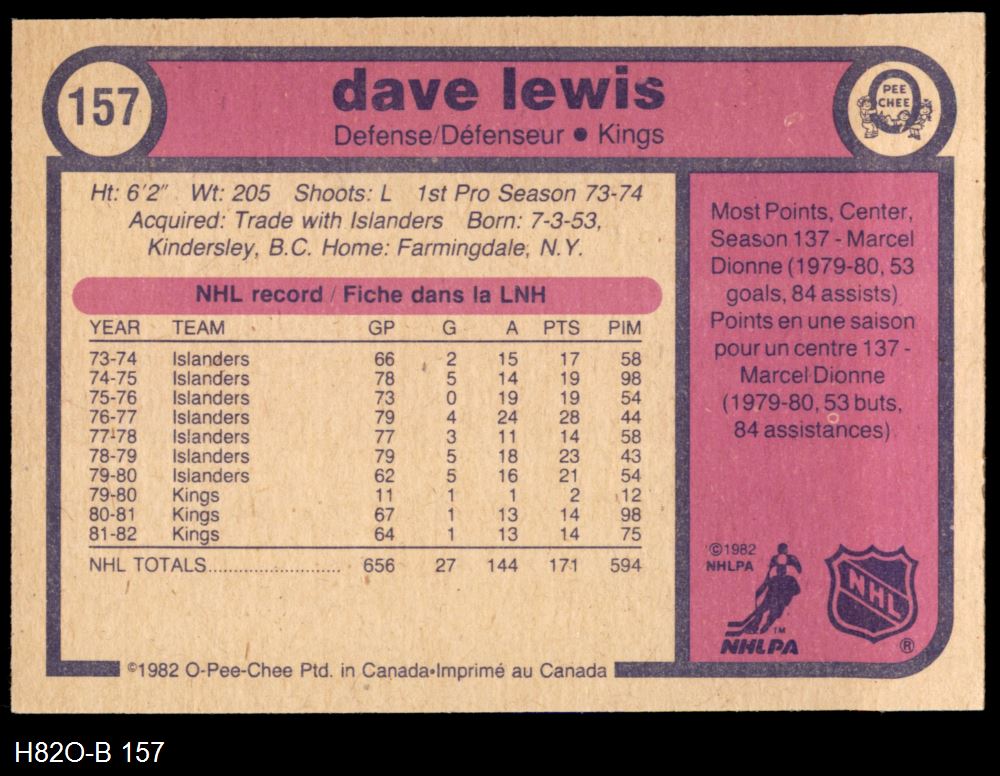 157
dave lewis
Defense/Défenseur • Kings
PEE
CHEE
Ht: 6'2" Wt: 205 Shoots: L 1st Pro Season 73-74
Acquired: Trade with Islanders Born: 7-3-53,
Kindersley, B.C. Home: Farmingdale, N.Y.
NHL record / Fiche dans la LNH
YEAR TEAM GP G A PTS PIM
73-74 Islanders 66 2 15 17 58
74-75 Islanders 78 5 14 19 98
75-76 Islanders 73 0 19 19 54
76-77 Islanders 79 4 24 28 44
77-78 Islanders 77 3 11 14 58
78-79 Islanders 79 5 18 23 43
79-80 Islanders 62 5 16 21 54
79-80 Kings 11 1 1 2 12
80-81 Kings 67 1 13 14 98
81-82 Kings 64 1 13 14 75
NHL TOTALS........................ 656 27 144 171 594
Most Points, Center,
Season 137 - Marcel
Dionne (1979-80, 53
goals, 84 assists)
Points en une saison
pour un centre 137 -
Marcel Dionne
(1979-80, 53 buts,
84 assistances)
©1982
NHLPA
TM
NHLPA
NHL
®
©1982 O-Pee-Chee Ptd. in Canada•Imprimé au Canada
H82O-B 157